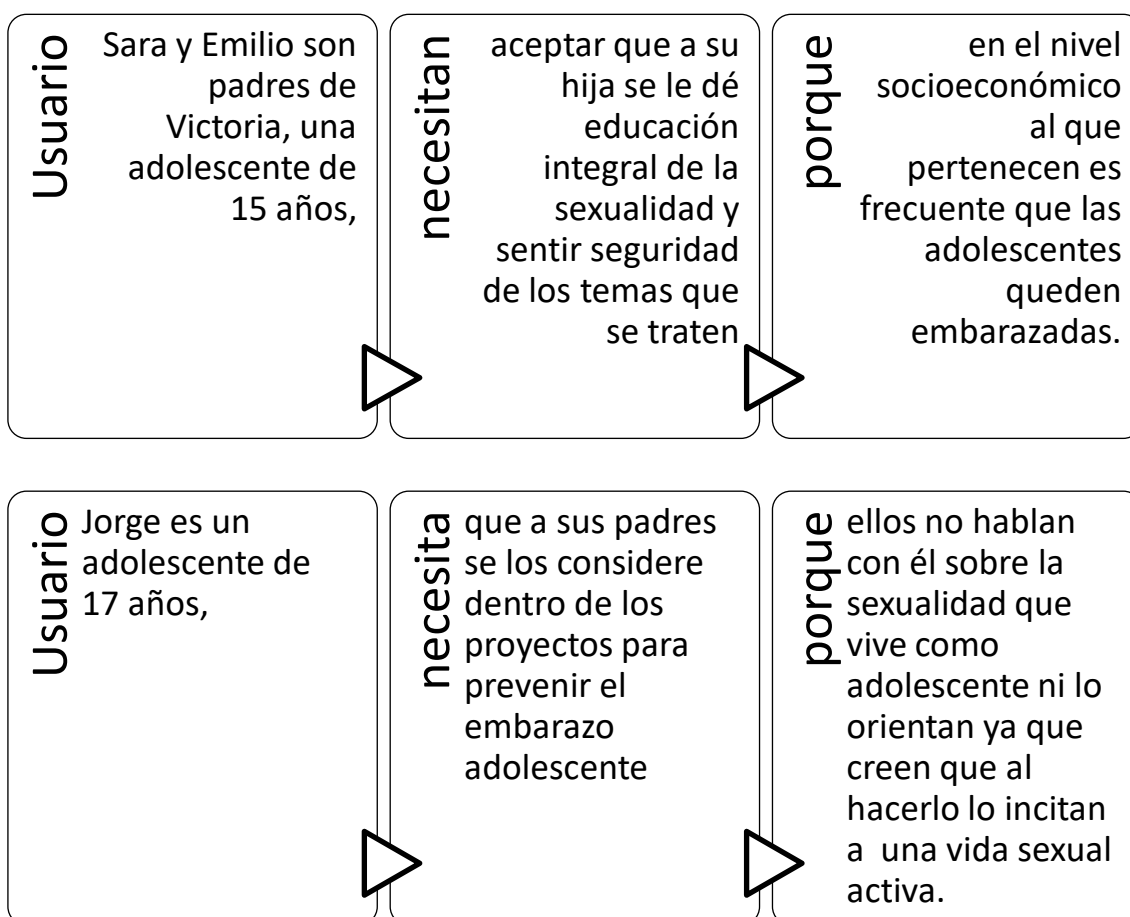 Usuario
Sara y Emilio son
padres de
Victoria, una
adolescente de
15 años,
necesitan
aceptar que a su
hija se le dé
educación
integral de la
sexualidad y
sentir seguridad
de los temas que
se traten
porque
en el nivel
socioeconómico
al que
pertenecen es
frecuente que las
adolescentes
queden
embarazadas.
Usuario
Jorge es un
adolescente de
17 años,
necesita
que a sus padres
se los considere
dentro de los
proyectos para
prevenir el
embarazo
adolescente
porque
ellos no hablan
con él sobre la
sexualidad que
vive como
adolescente ni lo
orientan ya que
creen que al
hacerlo lo incitan
a una vida sexual
activa.